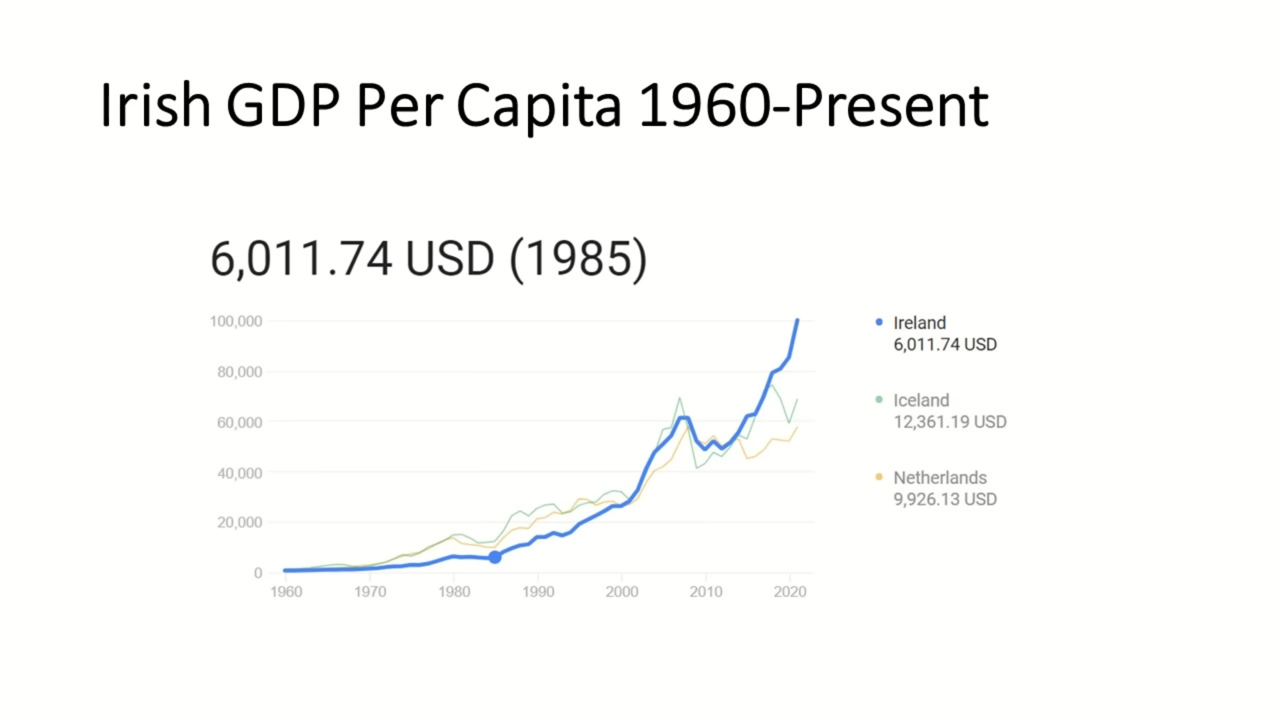 Irish GDP Per Capita 1960-Present
6,011.74 USD (1985)
100,000
80,000
60,000
40,000
20,000
0
1960 1970 1980 1990 2000 2010 2020
Ireland
6,011.74 USD
Iceland
12,361.19 USD
Netherlands
9,926.13 USD